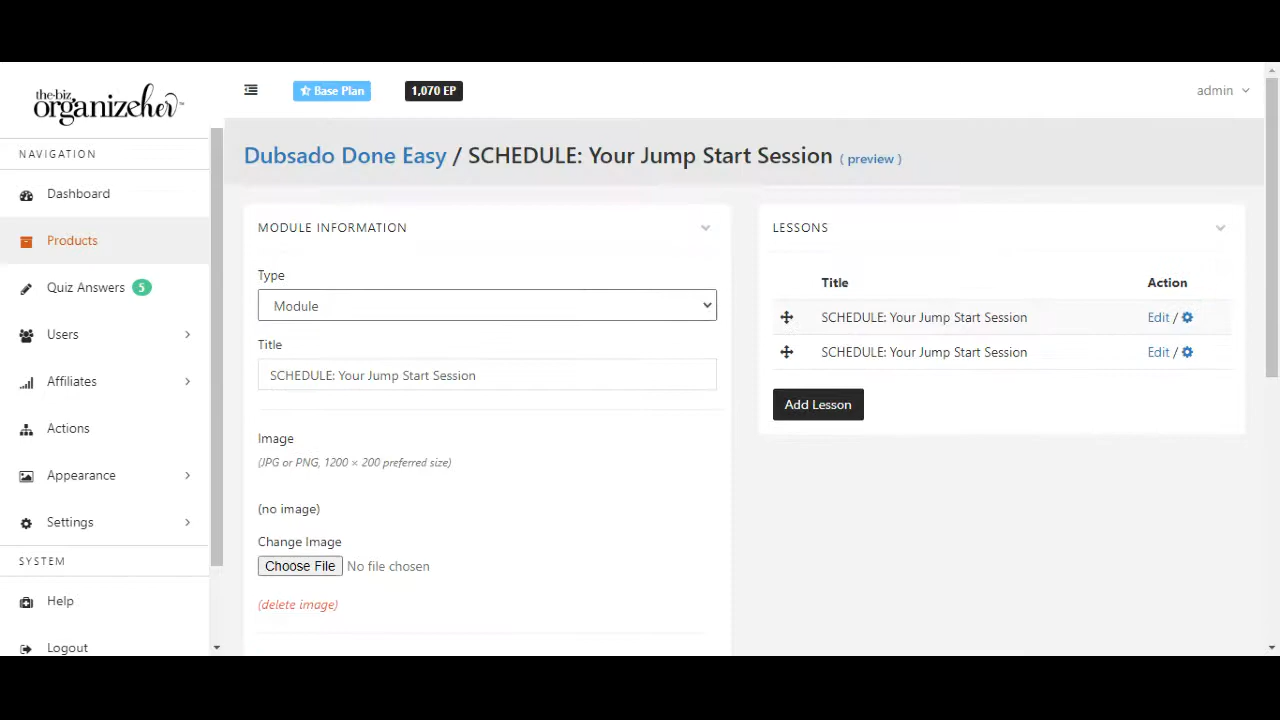 the·biz
organizeher™
Base Plan
1,070 EP
admin
NAVIGATION
Dashboard
Products
Quiz Answers 5
Users
Affiliates
Actions
Appearance
Settings
SYSTEM
Help
Logout
Dubsado Done Easy / SCHEDULE: Your Jump Start Session ( preview )
MODULE INFORMATION
Type
Module
Title
SCHEDULE: Your Jump Start Session
Image
(JPG or PNG, 1200 × 200 preferred size)
(no image)
Change Image
Choose File No file chosen
(delete image)
LESSONS
Title Action
SCHEDULE: Your Jump Start Session Edit /
SCHEDULE: Your Jump Start Session Edit /
Add Lesson